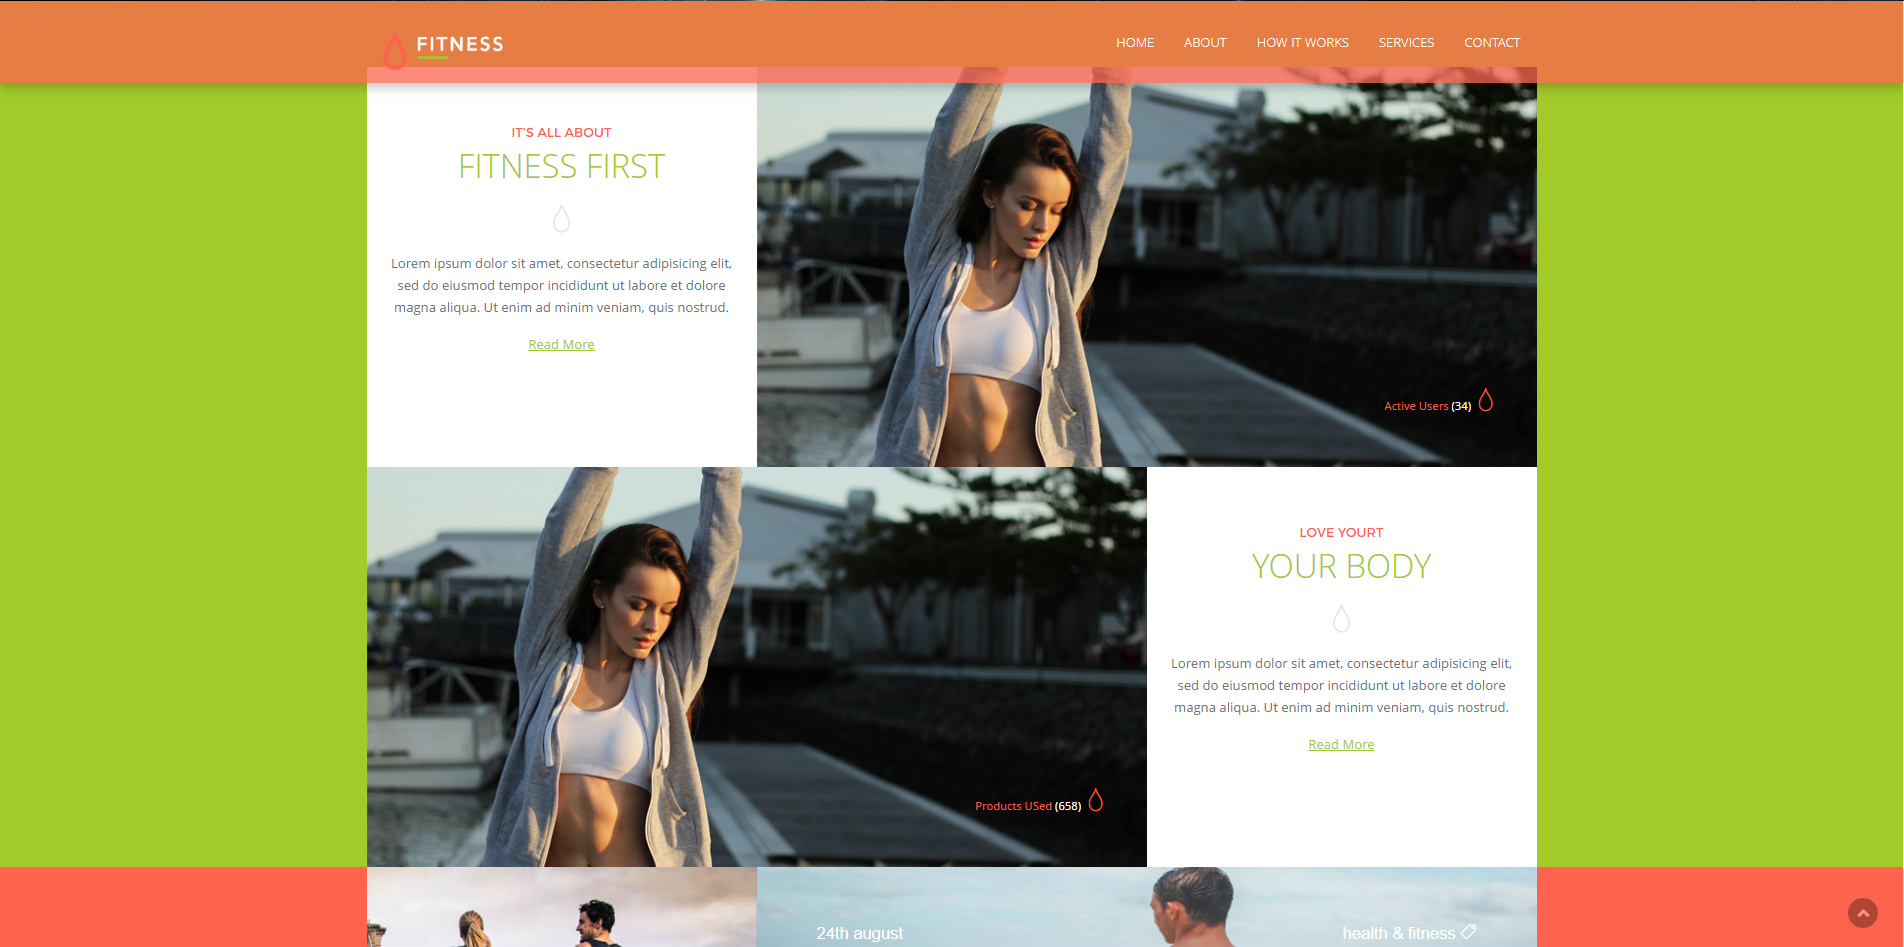 FITNESS
HOME
ABOUT
HOW IT WORKS
SERVICES
CONTACT
IT'S ALL ABOUT
FITNESS FIRST
Lorem ipsum dolor sit amet, consectetur adipisicing elit,
sed do eiusmod tempor incididunt ut labore et dolore
magna aliqua. Ut enim ad minim veniam, quis nostrud.
Read More
Active Users (34)
Products USed (658)
LOVE YOURT
YOUR BODY
Lorem ipsum dolor sit amet, consectetur adipisicing elit,
sed do eiusmod tempor incididunt ut labore et dolore
magna aliqua. Ut enim ad minim veniam, quis nostrud.
Read More
24th august
health & fitness